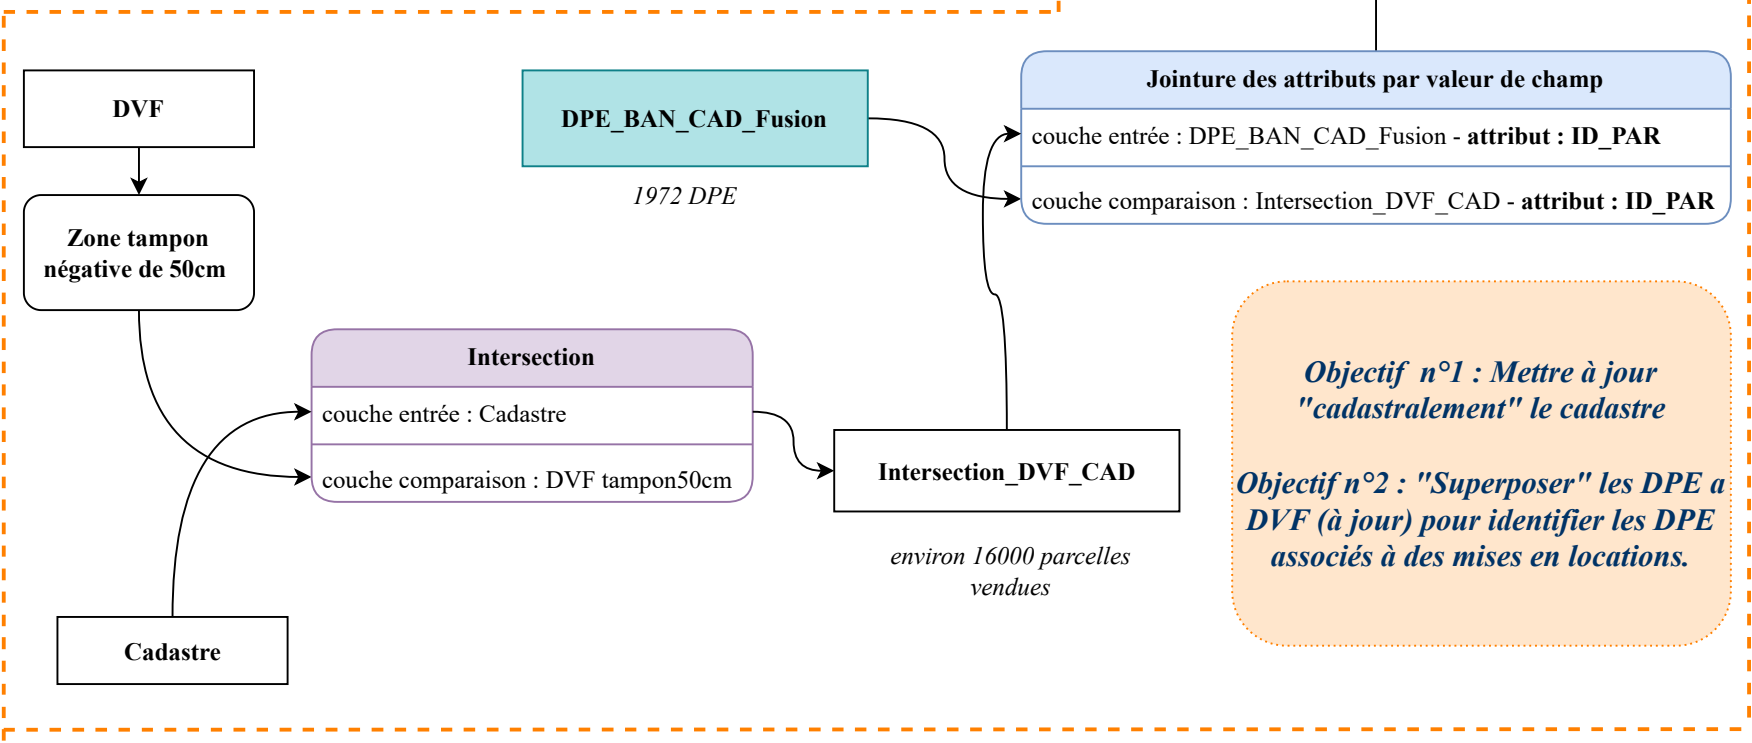 DVF
Zone tampon
négative de 50cm
DPE_BAN_CAD_Fusion
1972 DPE
Jointure des attributs par valeur de champ
couche entrée : DPE_BAN_CAD_Fusion - attribut : ID_PAR
couche comparaison : Intersection_DVF_CAD - attribut : ID_PAR
Intersection
couche entrée : Cadastre
couche comparaison : DVF tampon50cm
Intersection_DVF_CAD
environ 16000 parcelles
vendues
Cadastre
Objectif n°1 : Mettre à jour
"cadastralement" le cadastre
Objectif n°2 : "Superposer" les DPE a
DVF (à jour) pour identifier les DPE
associés à des mises en locations.